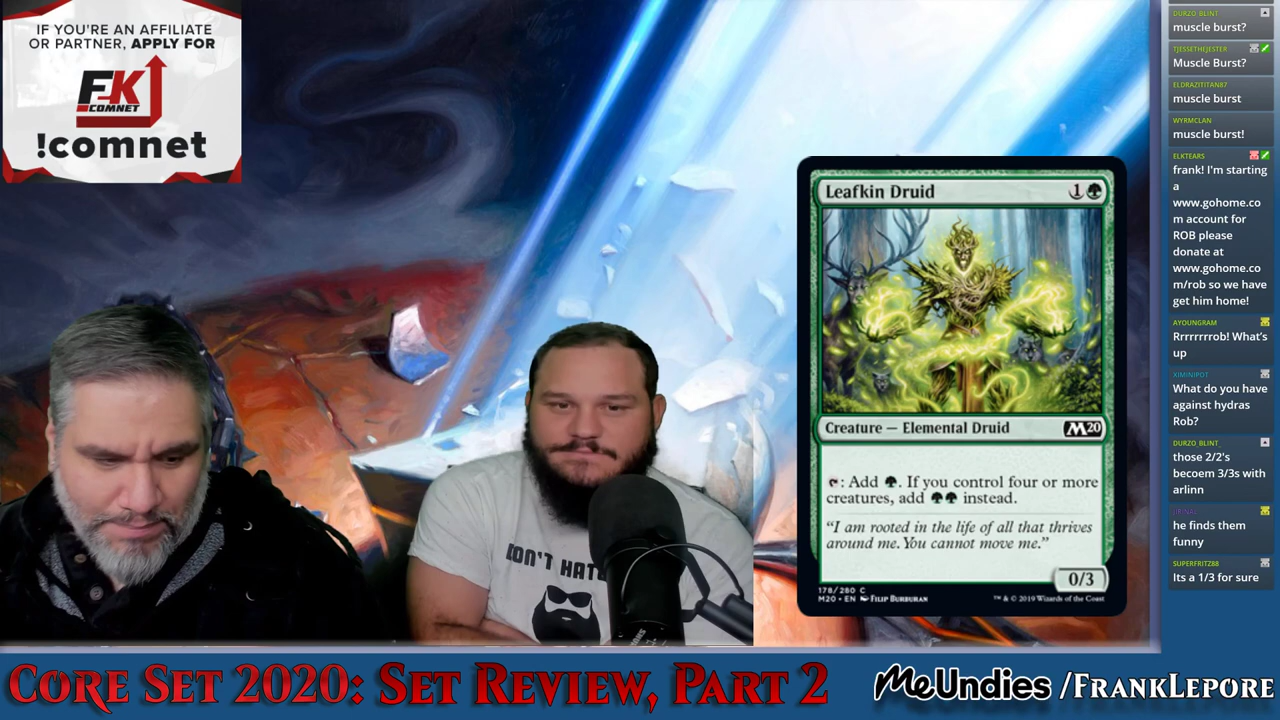 IF YOU'RE AN AFFILIATE
OR PARTNER, APPLY FOR
FK
COMNET
!comnet
Leafkin Druid
1
Creature — Elemental Druid
M20
: Add . If you control four or more
creatures, add instead.
“I am rooted in the life of all that thrives
around me. You cannot move me.”
0/3
178/280 C
M20 • EN Filip Burburan
™ & © 2019 Wizards of the Coast
DON'T HATE
DURZO_BLINT_
muscle burst?
TJESSETHEJESTER
Muscle Burst?
ELDRAZITITAN87
muscle burst
WYRMCLAN
muscle burst!
ELKTEARS
frank! I'm starting
a
www.gohome.co
m account for
ROB please
donate at
www.gohome.co
m/rob so we have
get him home!
AYOUNGRAM
Rrrrrrrob! What's
up
XIMINIPOT
What do you have
against hydras
Rob?
DURZO_BLINT_
those 2/2's
becoem 3/3s with
arlinn
he finds them
funny
SUPERFRITZ88
Its a 1/3 for sure
Core Set 2020: Set Review, Part 2
MeUndies /FrankLepore